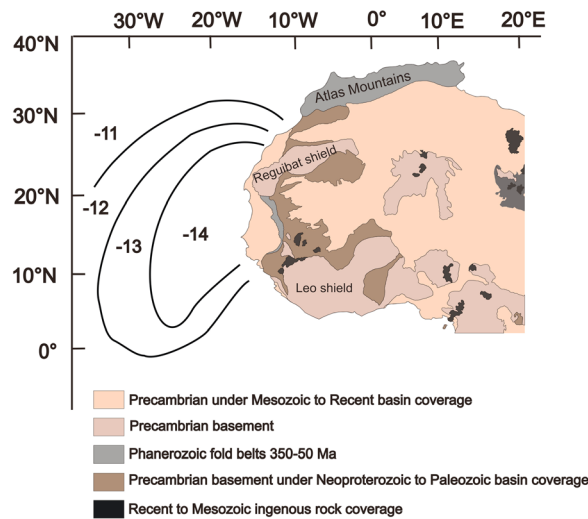 40°N
30°W
20°W
10°W
0°
10°E
20°E
Atlas Mountains
30°N
-11
Reguibat shield
20°N
-12
-13
-14
10°N
Leo shield
0°
Precambrian under Mesozoic to Recent basin coverage
Precambrian basement
Phanerozoic fold belts 350-50 Ma
Precambrian basement under Neoproterozoic to Paleozoic basin coverage
Recent to Mesozoic ingenous rock coverage